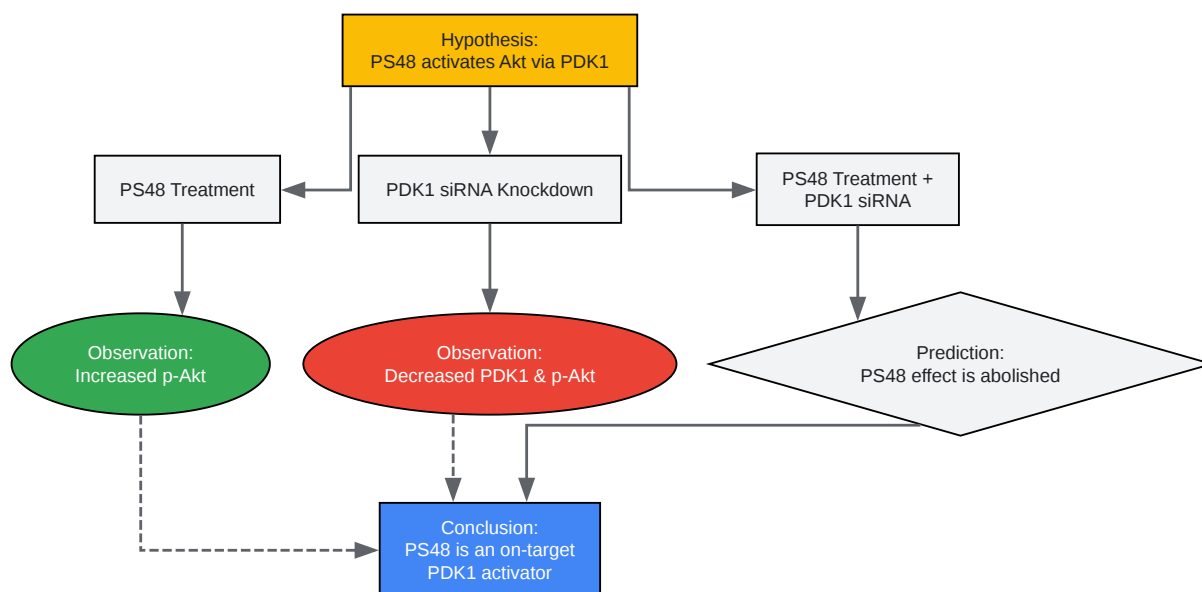 Hypothesis:
PS48 activates Akt via PDK1
PS48 Treatment
PDK1 siRNA Knockdown
PS48 Treatment +
PDK1 siRNA
Observation:
Increased p-Akt
Observation:
Decreased PDK1 & p-Akt
Prediction:
PS48 effect is abolished
Conclusion:
PS48 is an on-target
PDK1 activator